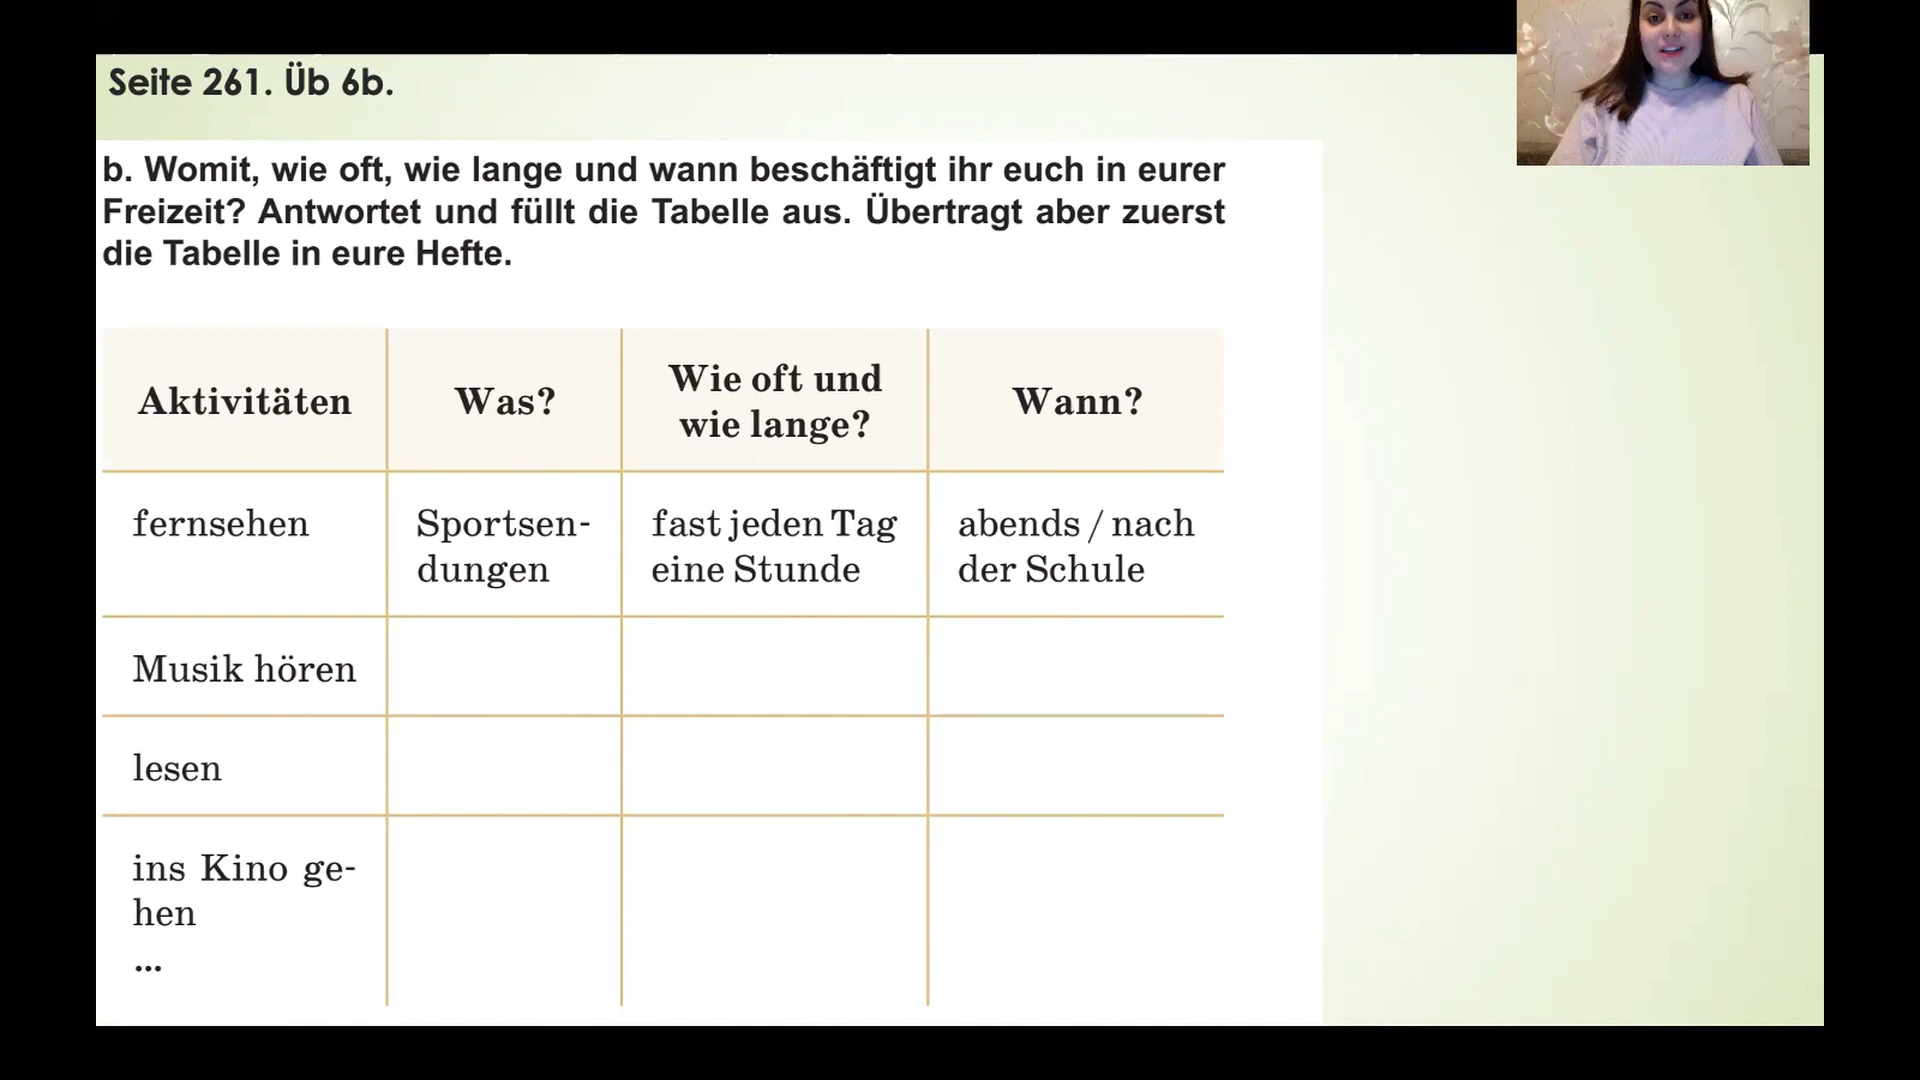 Seite 261. Üb 6b.
b. Womit, wie oft, wie lange und wann beschäftigt ihr euch in eurer
Freizeit? Antwortet und füllt die Tabelle aus. Übertragt aber zuerst
die Tabelle in eure Hefte.
Aktivitäten
Was?
Wie oft und
wie lange?
Wann?
fernsehen
Sportsen-
dungen
fast jeden Tag
eine Stunde
abends / nach
der Schule
Musik hören
lesen
ins Kino ge-
hen
...